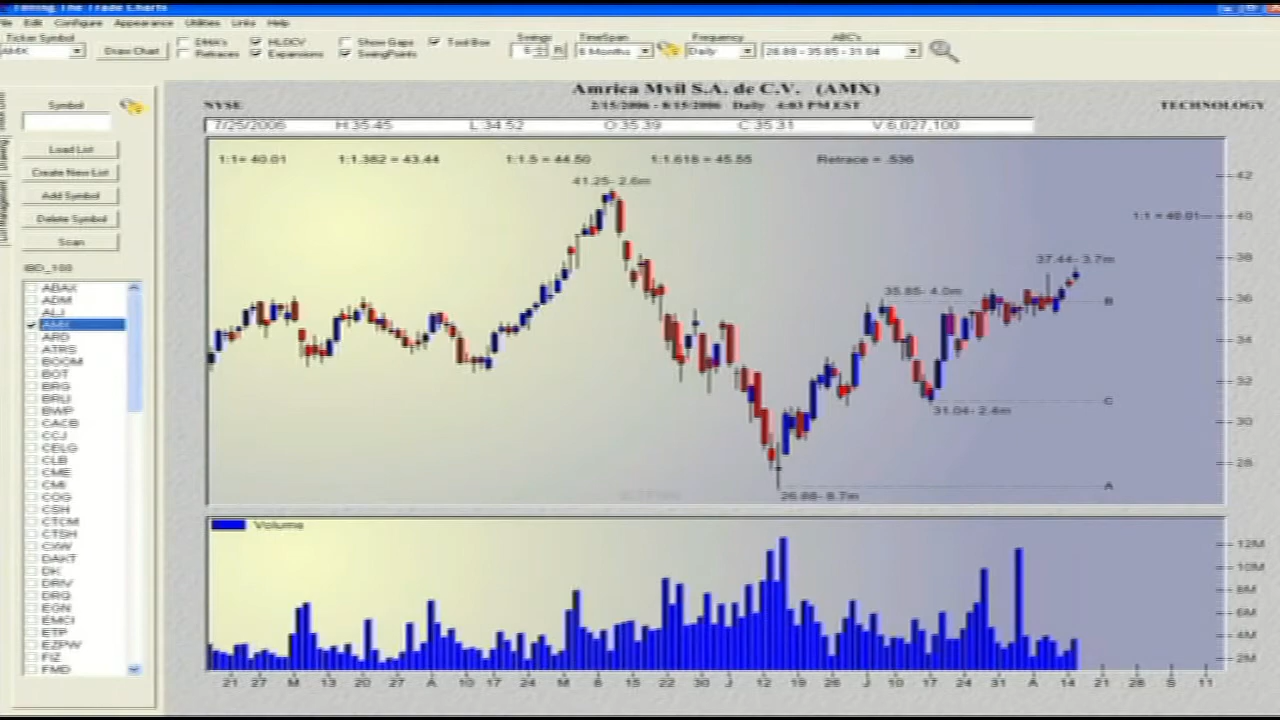 Timing The Trade Charts
File Edit Configure Appearance Utilities Links Help
Ticker Symbol
AMX
Draw Chart
DMA's
HLOCV
Show Gaps
Tool Box
Retraces
Expansions
SwingPoints
Swings
5
R
TimeSpan
6 Months
Frequency
Daily
ABC's
26.88 - 35.85 - 31.04
Amrica Mvil S.A. de C.V. (AMX)
NYSE
2/15/2006 - 8/15/2006 Daily 4:03 PM EST
TECHNOLOGY
7/25/2006 H:35.45 L:34.52 O:35.39 C:35.31 V:6,027,100
1:1= 40.01 1:1.382 = 43.44 1:1.5 = 44.50 1:1.618 = 45.55 Retrace = .536
41.25- 2.6m
1:1 = 40.01
37.44- 3.7m
35.85- 4.0m
B
31.04- 2.4m
C
26.88- 8.7m
A
42
40
38
36
34
32
30
28
Volume
12M
10M
8M
6M
4M
2M
21 27 M 13 20 27 A 10 17 24 M 8 15 22 30 J 12 19 26 J 10 17 24 31 A 14 21 28 S 11
Symbol
Load List
Create New List
Add Symbol
Delete Symbol
Scan
IBD_100
ABAX
ADM
ALJ
AMX
ARD
ATRS
BOOM
BOT
BRG
BRLI
BWP
CACB
CCJ
CELG
CLB
CME
CMI
COG
CSH
CTCM
CTSH
CXW
DAKT
DK
DRIV
DRQ
EGN
EMCI
ETP
EZPW
FIZ
FMD